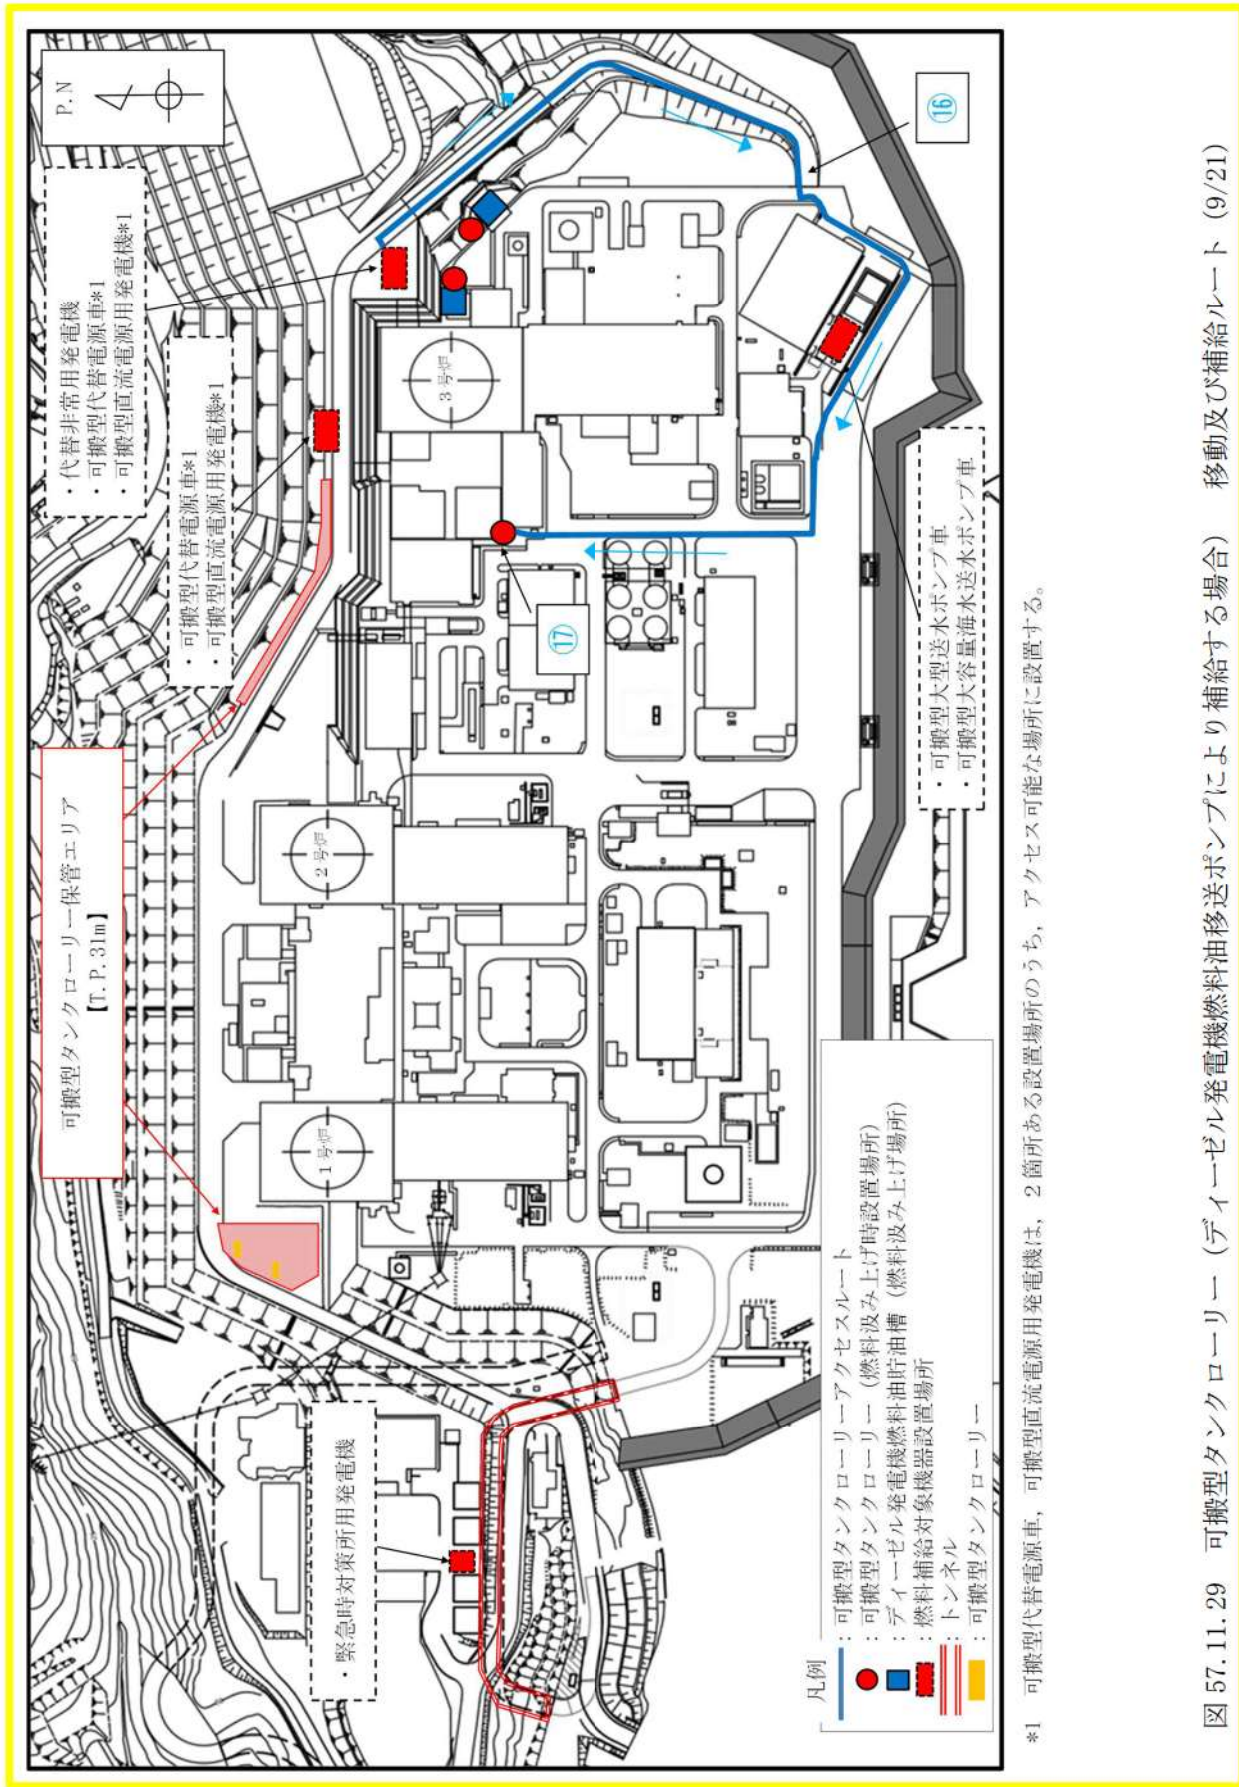 P.N
・代替非常用発電機
・可搬型代替電源車*1
・可搬型直流電源用発電機*1
・可搬型代替電源車*1
・可搬型直流電源用発電機*1
可搬型タンクローリー保管エリア
【T.P.31m】
・緊急時対策所用発電機
1号炉
2号炉
3号炉
⑯
⑰
・可搬型大型送水ポンプ車
・可搬型大容量海水送水ポンプ車
凡例
：可搬型タンクローリーアクセスルート
：可搬型タンクローリー（燃料汲み上げ時設置場所）
：ディーゼル発電機燃料油貯油槽（燃料汲み上げ場所）
：燃料補給対象機器設置場所
：トンネル
：可搬型タンクローリー
*1　可搬型代替電源車，可搬型直流電源用発電機は，2箇所ある設置場所のうち，アクセス可能な場所に設置する。
図57.11.29　可搬型タンクローリー（ディーゼル発電機燃料油移送ポンプにより補給する場合）　移動及び補給ルート（9/21）